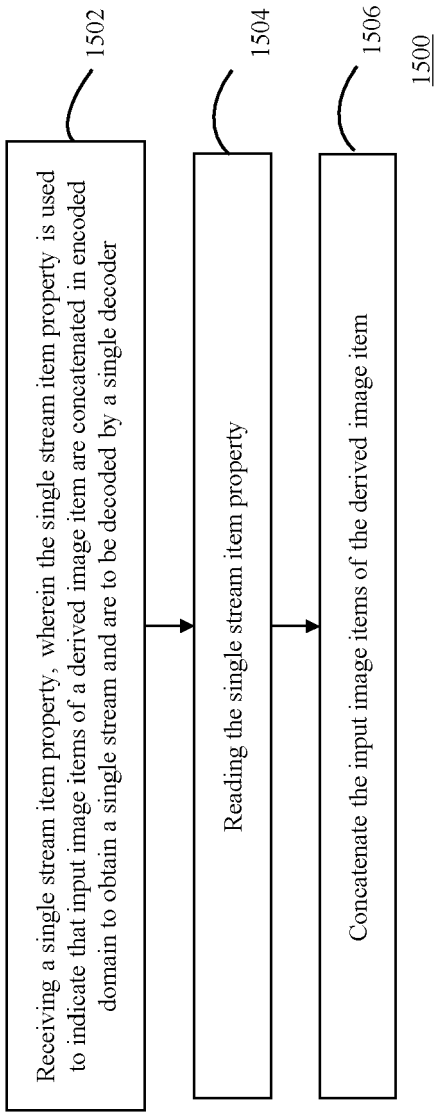 Receiving a single stream item property, wherein the single stream item property is used
to indicate that input image items of a derived image item are concatenated in encoded
domain to obtain a single stream and are to be decoded by a single decoder
1502
Reading the single stream item property
1504
Concatenate the input image items of the derived image item
1506
1500